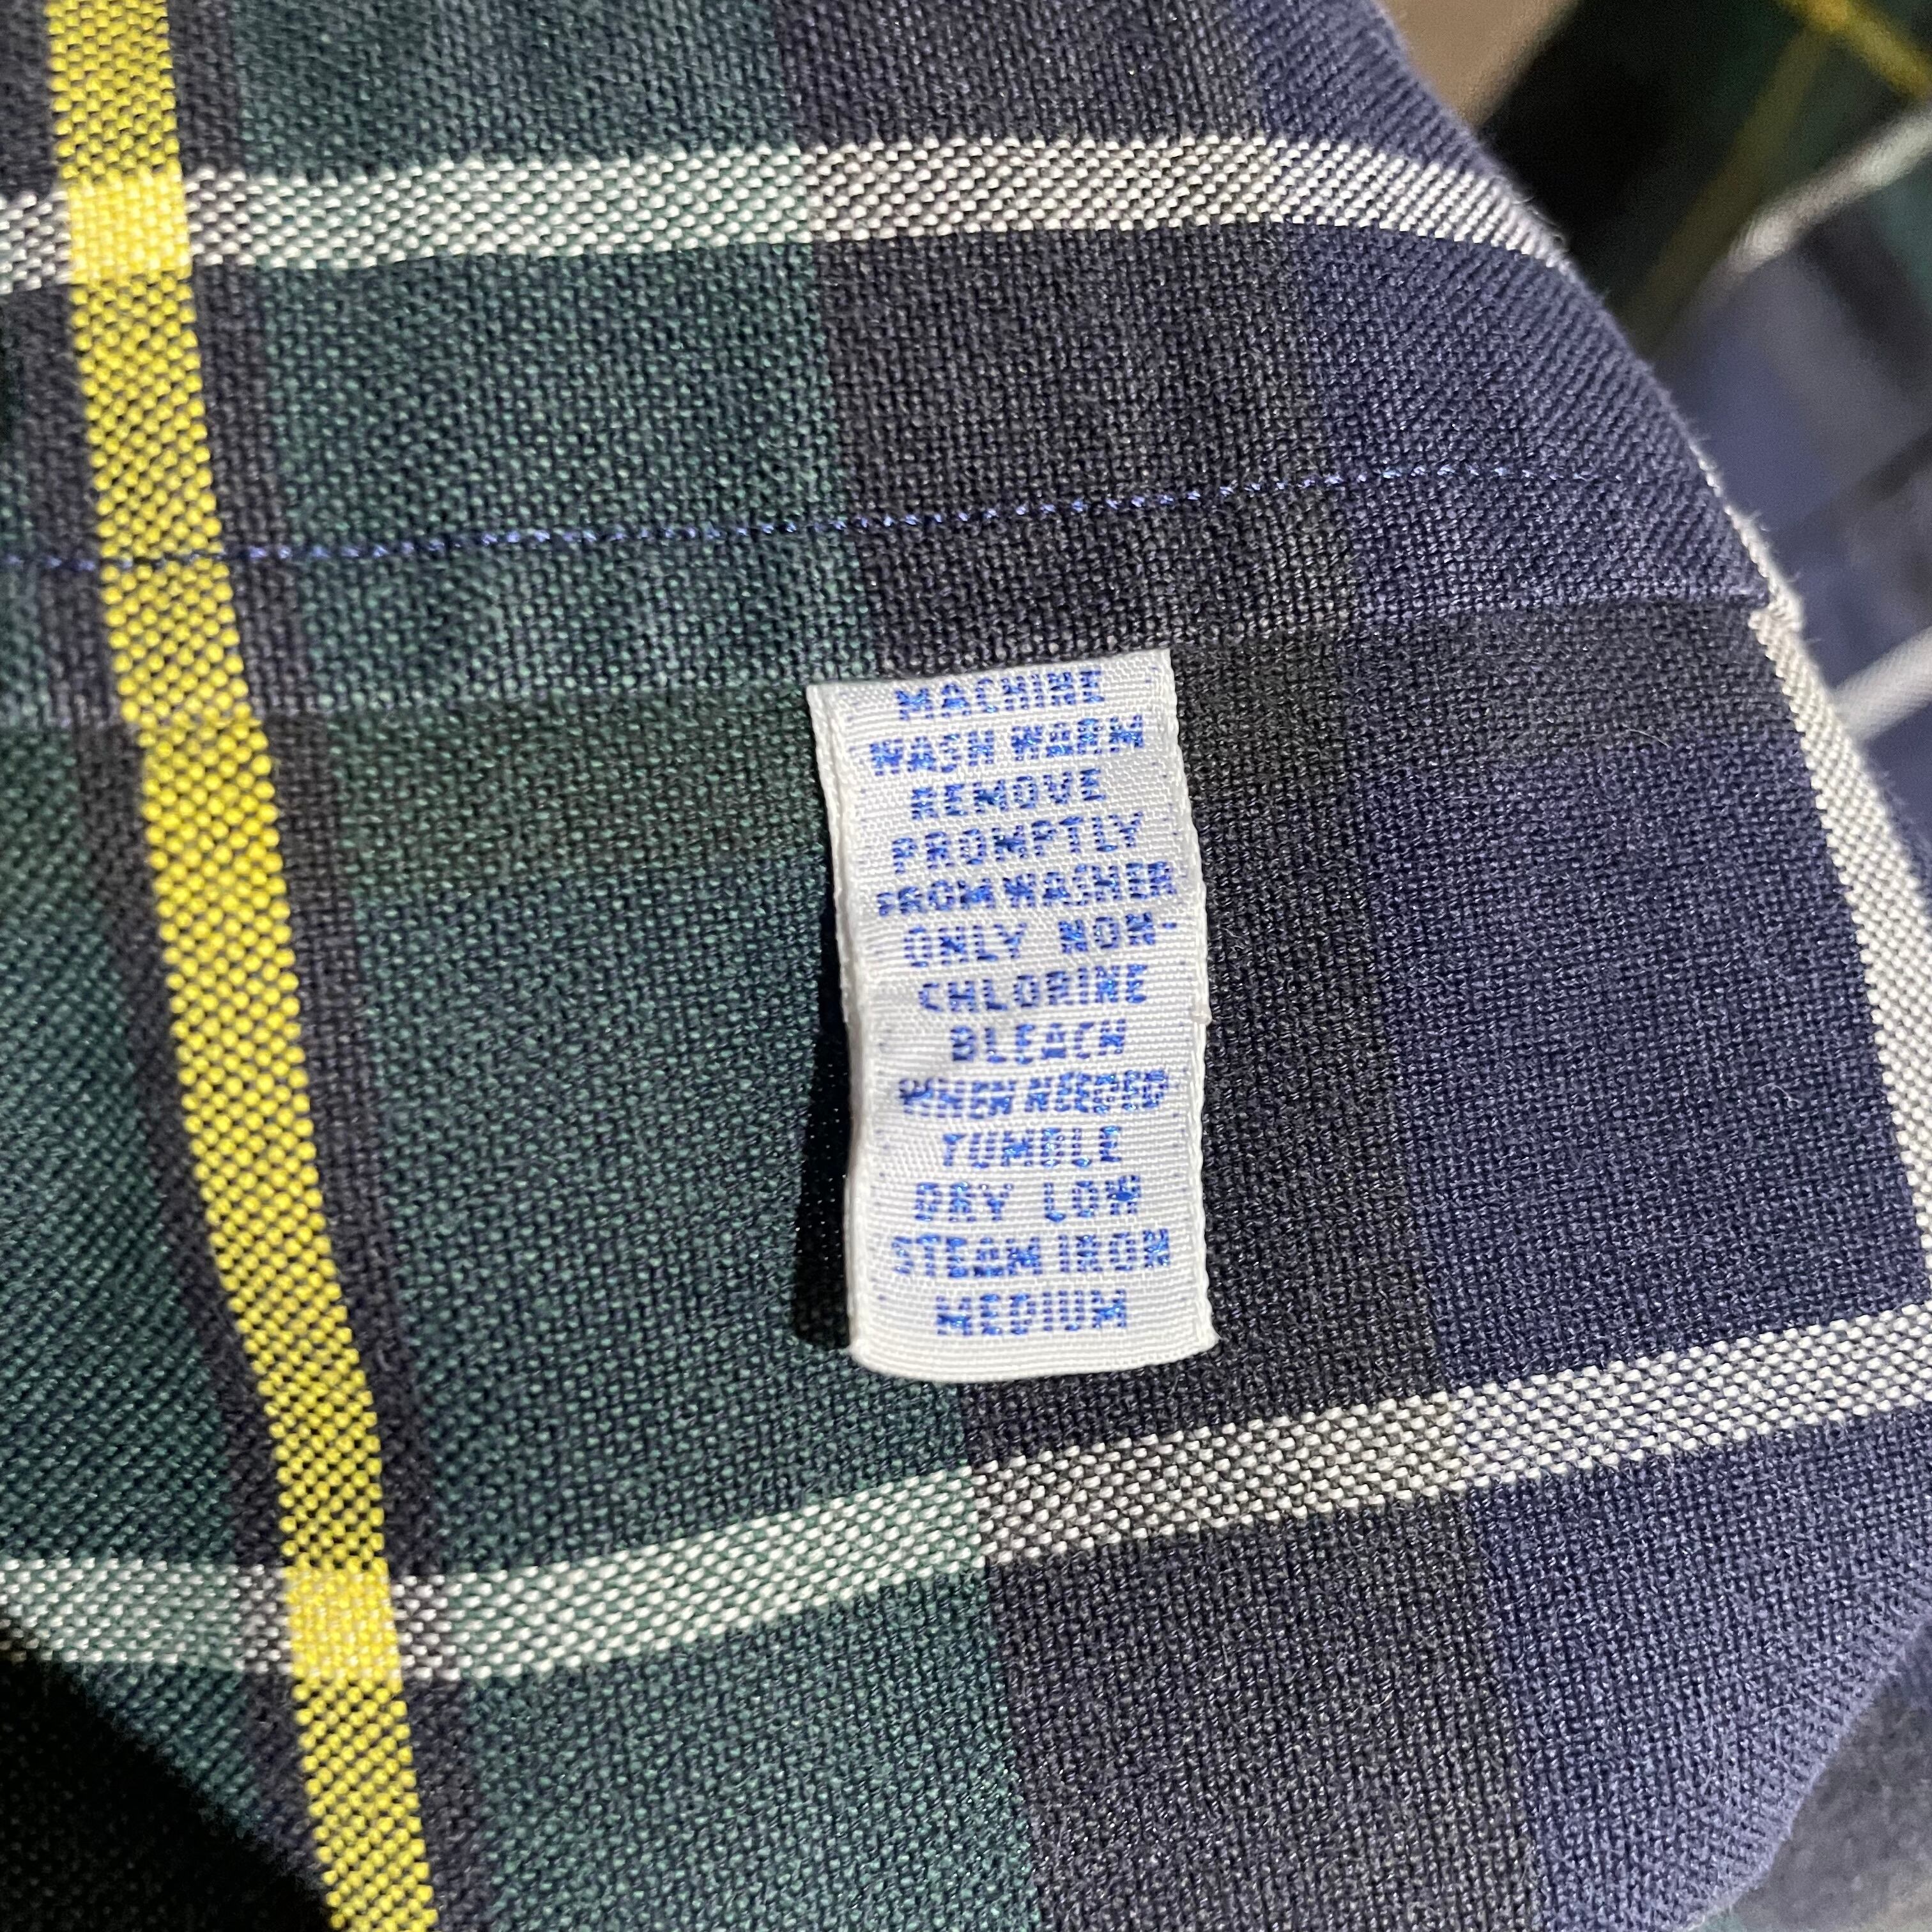 MACHINE
WASH WARM
REMOVE
PROMPTLY
FROM WASHER
ONLY NON-
CHLORINE
BLEACH
WHEN NEEDED
TUMBLE
DRY LOW
STEAM IRON
MEDIUM